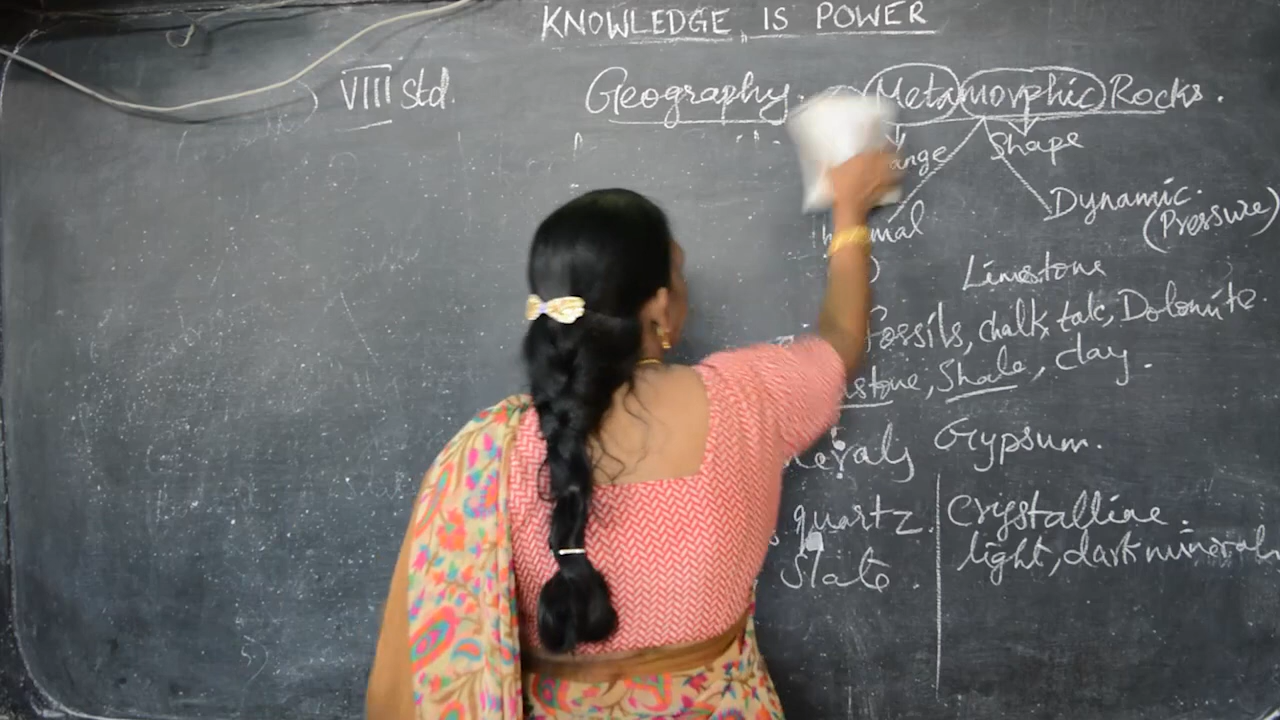 KNOWLEDGE IS POWER
VIII Std.
Geography. Metamorphic Rocks.
Shape
Dynamic.
(Pressure)
Limestone
Fossils, chalk, talc, Dolomite.
Shale, clay.
Gypsum.
quartz. Crystalline.
Slate. light, dark minerals